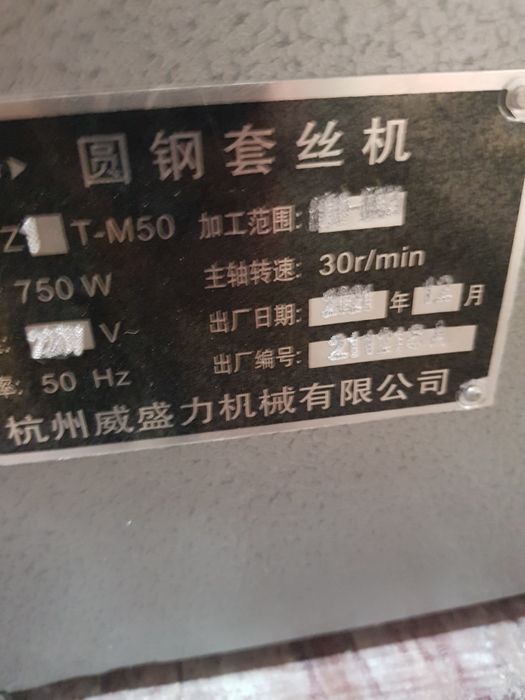 圆钢套丝机
Z T-M50 加工范围:
750W 主轴转速: 30r/min
V~ 出厂日期: 年 12 月
出厂编号:
率: 50 Hz
杭州威盛力机械有限公司